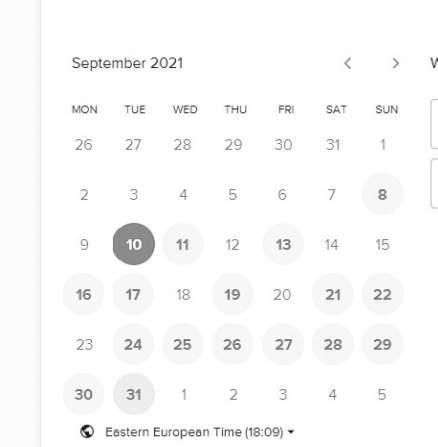 September 2021
W
MON TUE WED THU FRI SAT SUN
26 27 28 29 30 31 1
2 3 4 5 6 7 8
9 10 11 12 13 14 15
16 17 18 19 20 21 22
23 24 25 26 27 28 29
30 31 1 2 3 4 5
Eastern European Time (18:09)